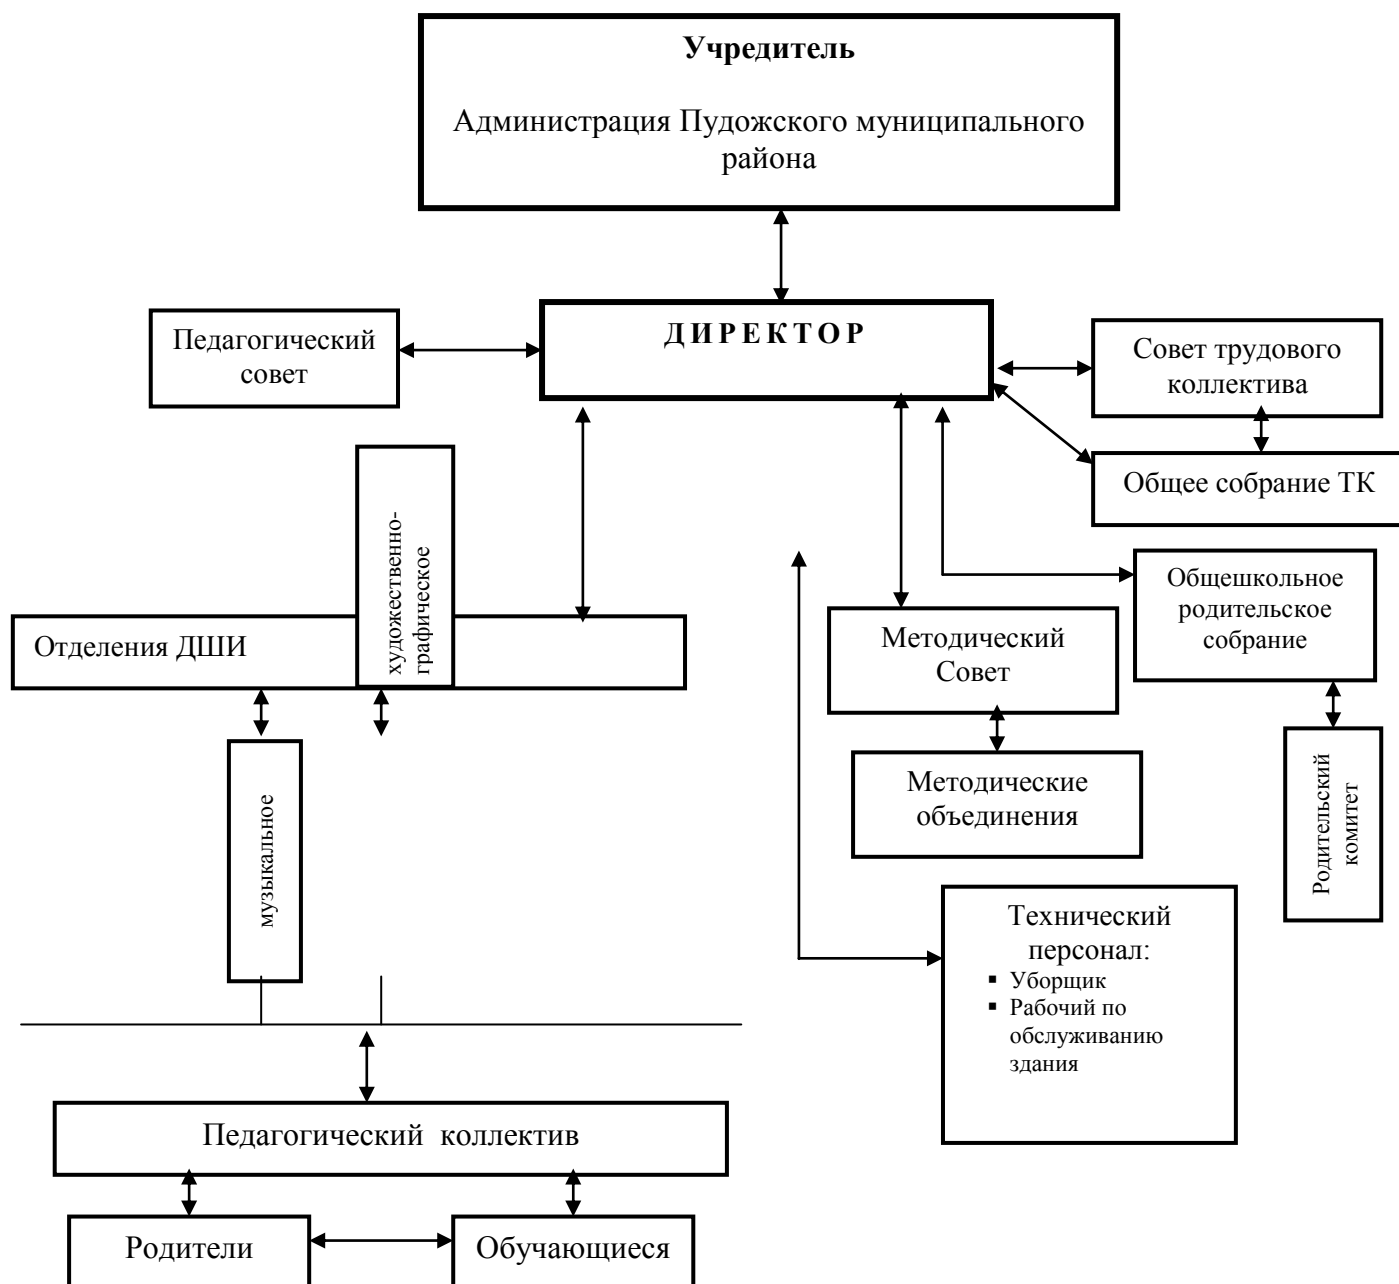 Учредитель
Администрация Пудожского муниципального
района
ДИРЕКТОР
Педагогический
совет
Совет трудового
коллектива
Общее собрание ТК
художественно-
графическое
Отделения ДШИ
Общешкольное
родительское
собрание
Методический
Совет
музыкальное
Методические
объединения
Родительский
комитет
Технический
персонал:
▪ Уборщик
▪ Рабочий по
обслуживанию
здания
Педагогический коллектив
Родители
Обучающиеся